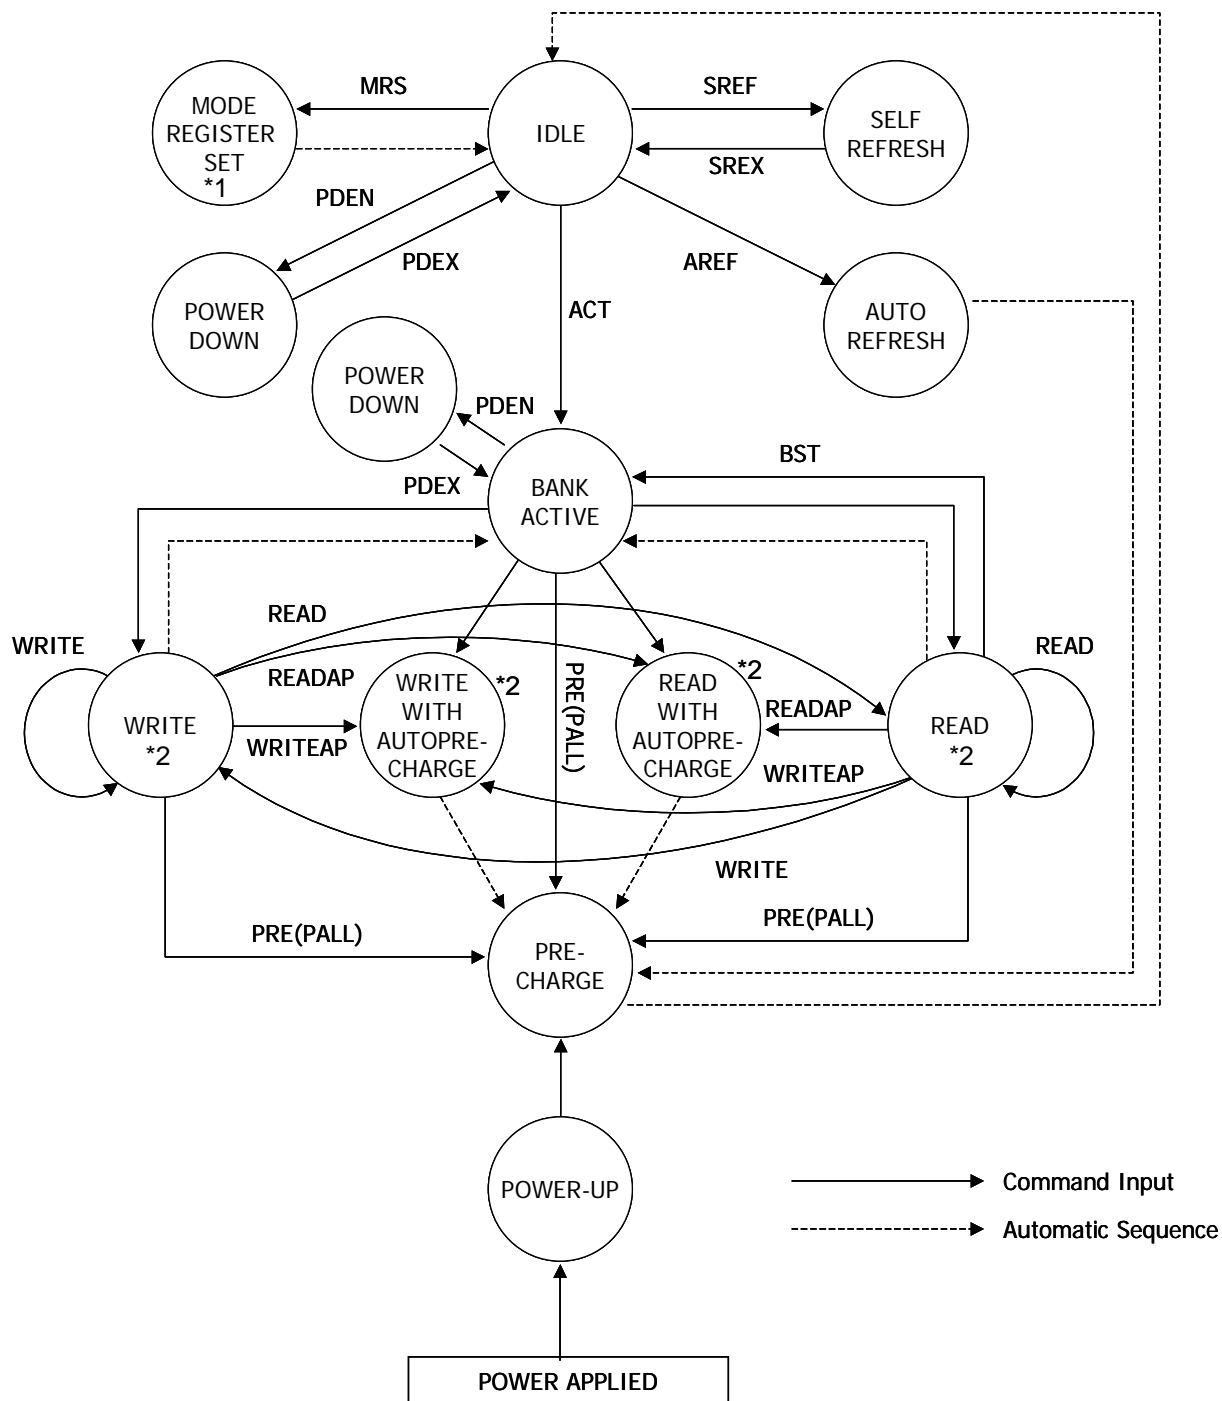 MRS
SREF
MODE
REGISTER
SET
*1
IDLE
SELF
REFRESH
SREX
PDEN
PDEX
AREF
ACT
POWER
DOWN
AUTO
REFRESH
POWER
DOWN
PDEN
BST
PDEX
BANK
ACTIVE
READ
WRITE
READ
READAP
WRITE
*2
WRITEAP
WRITE
WITH
AUTOPRE-
CHARGE
*2
PRE(PALL)
READ
WITH
AUTOPRE-
CHARGE
*2
READAP
WRITEAP
READ
*2
WRITE
PRE(PALL)
PRE(PALL)
PRE-
CHARGE
POWER-UP
Command Input
Automatic Sequence
POWER APPLIED